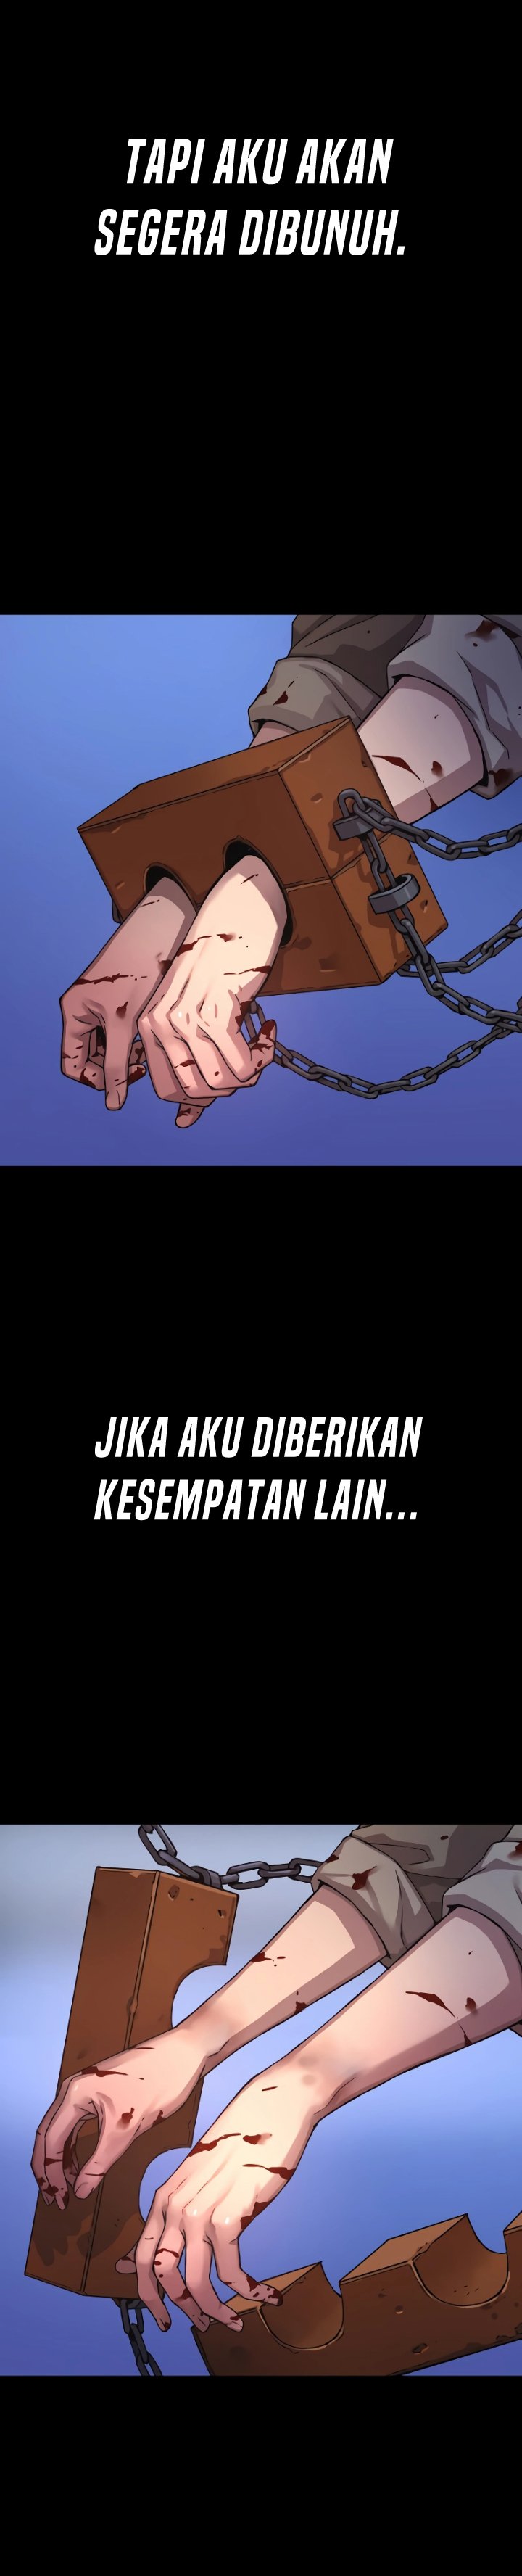 TAPI AKU AKAN
SEGERA DIBUNUH.
JIKA AKU DIBERIKAN
KESEMPATAN LAIN...